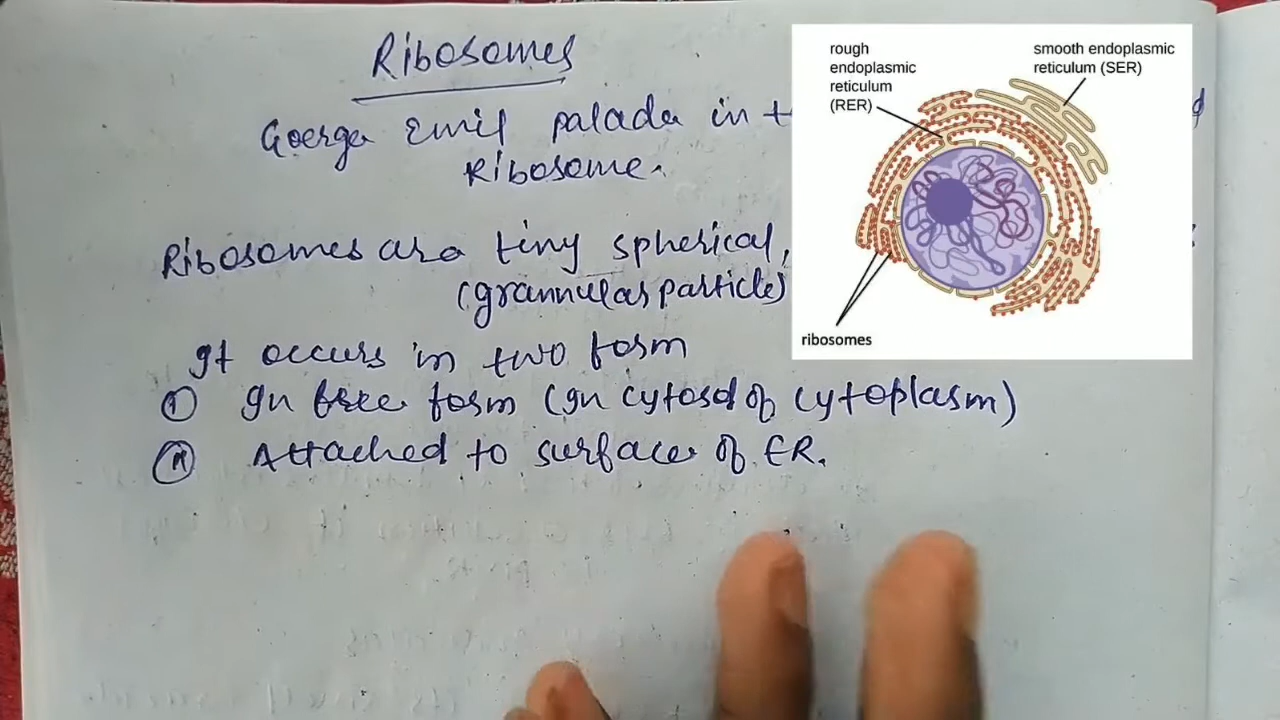 Ribosomes
Goerge Emil palade in t
Ribosome.
Ribosomes are tiny spherical,
(grannular particle)
It occurs in two form
① In free form (In cytosol of cytoplasm)
② Attached to surface of ER.
rough
endoplasmic
reticulum
(RER)
smooth endoplasmic
reticulum (SER)
ribosomes